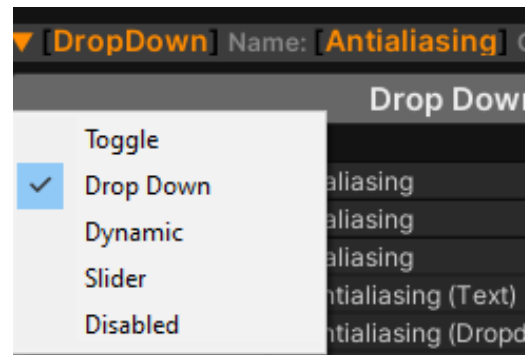 ▼ [DropDown] Name: [Antialiasing]
Drop Down
Toggle
✓ Drop Down
aliasing
aliasing
Dynamic
aliasing
Slider
ntialiasing (Text)
Disabled
ntialiasing (Dropd